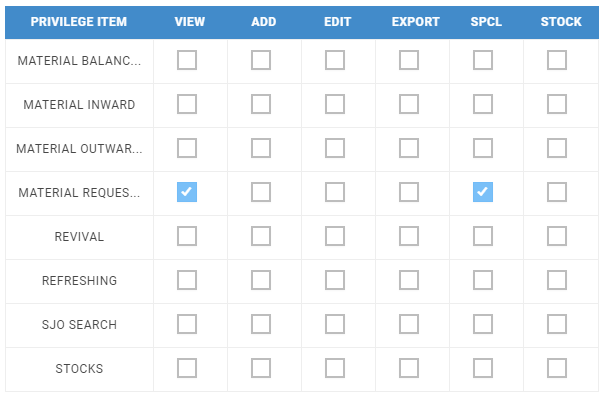 PRIVILEGE ITEM VIEW ADD EDIT EXPORT SPCL STOCK
MATERIAL BALANC...
MATERIAL INWARD
MATERIAL OUTWAR...
MATERIAL REQUES...
REVIVAL
REFRESHING
SJO SEARCH
STOCKS